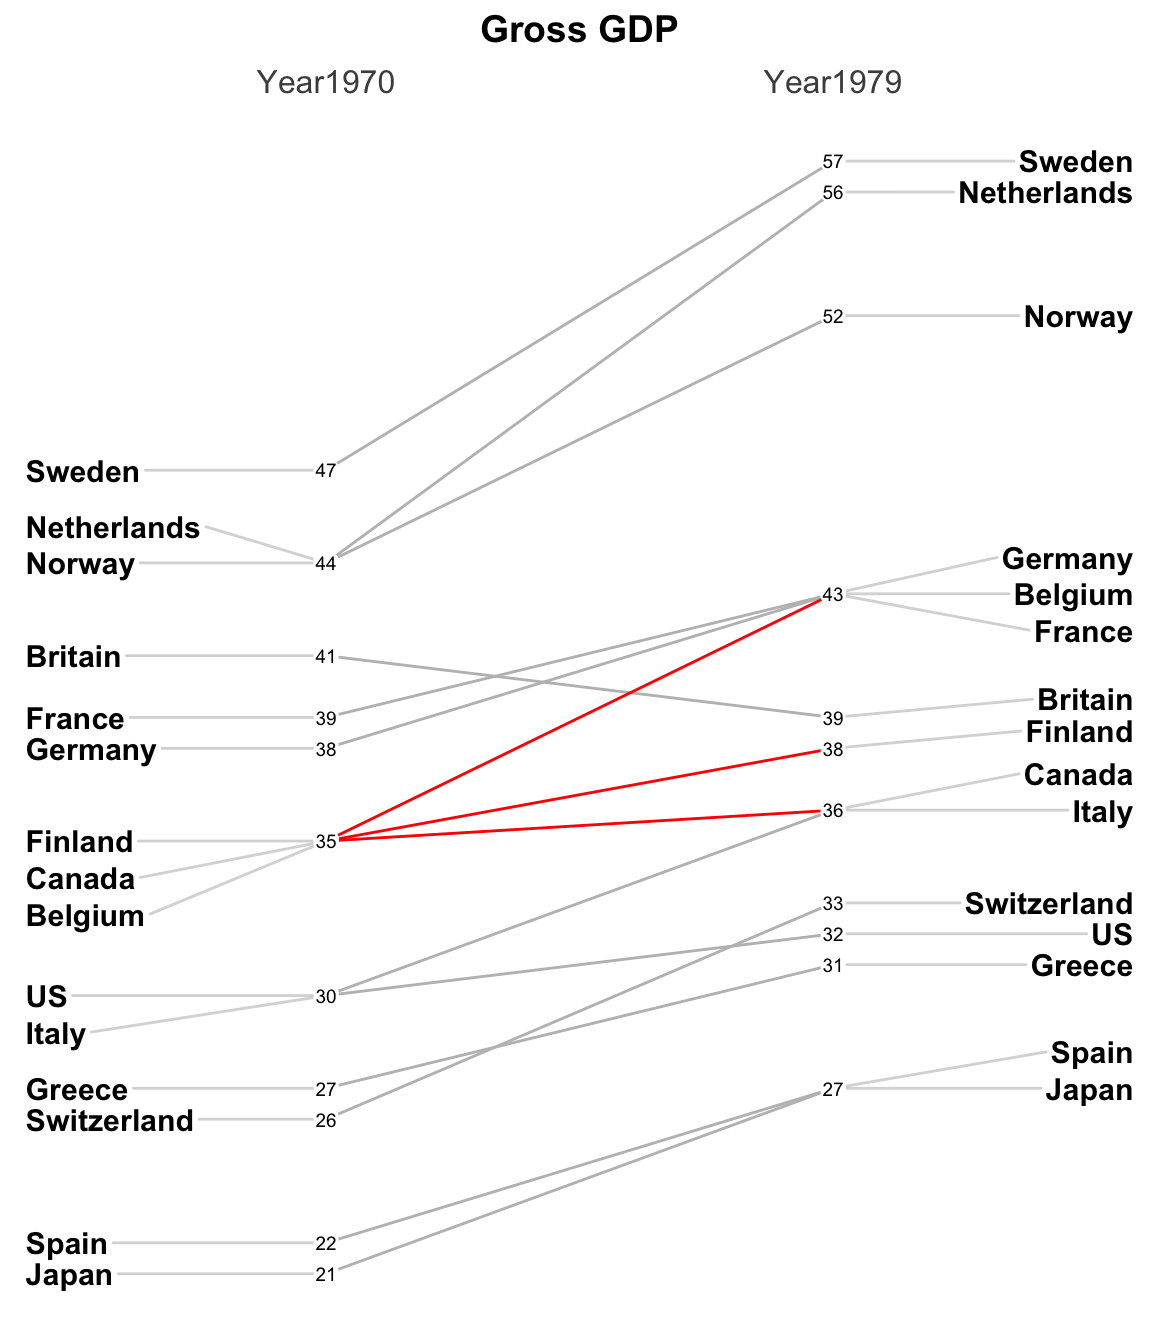 Gross GDP
Year1970 Year1979
57 Sweden
56 Netherlands
52 Norway
Sweden 47
Netherlands
Norway 44
Germany
43 Belgium
France
Britain 41
Britain
France 39
39
Finland
Germany 38
38
Canada
36 Italy
Finland 35
Canada
Belgium
33 Switzerland
32 US
31 Greece
US 30
Italy
Spain
Greece 27
27 Japan
Switzerland 26
Spain 22
Japan 21